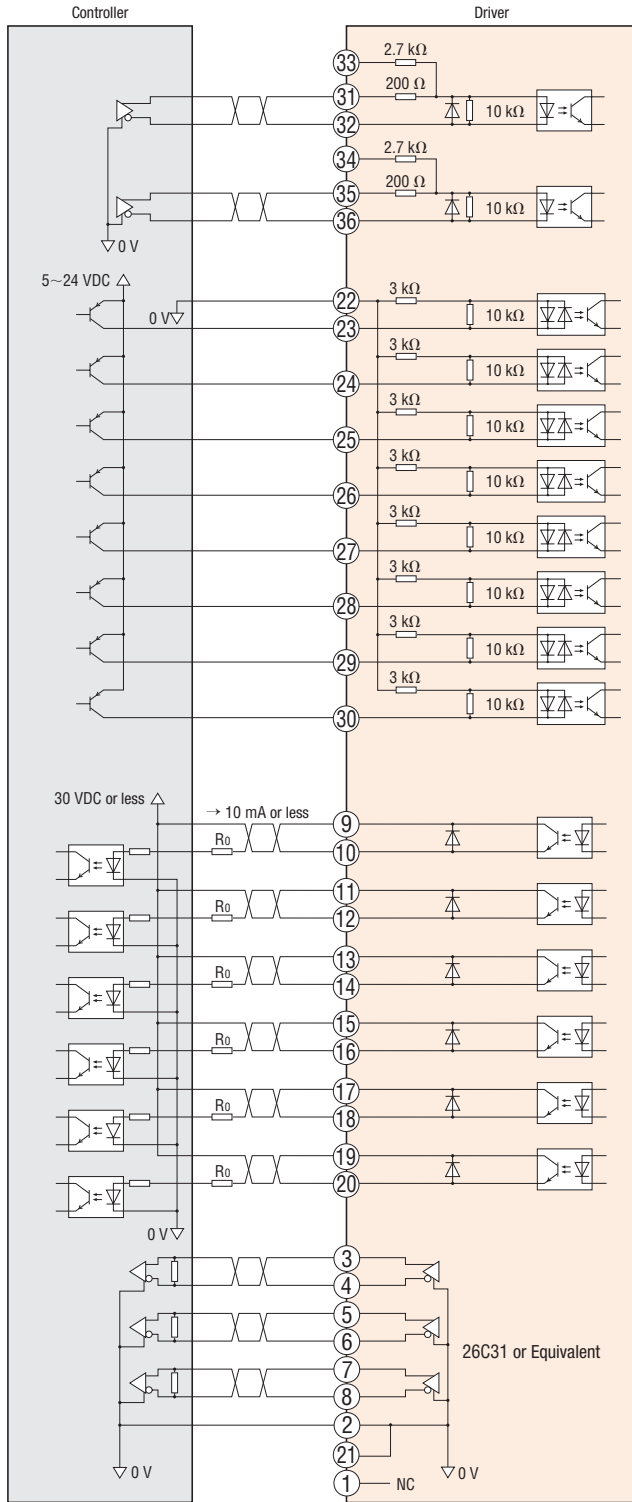 Controller Driver
33 2.7 kΩ
31 200 Ω
32 10 kΩ
34 2.7 kΩ
35 200 Ω
36 10 kΩ
0 V
5~24 VDC
0 V 22 3 kΩ
23 10 kΩ
3 kΩ
24 10 kΩ
3 kΩ
25 10 kΩ
3 kΩ
26 10 kΩ
3 kΩ
27 10 kΩ
3 kΩ
28 10 kΩ
3 kΩ
29 10 kΩ
3 kΩ
30 10 kΩ
30 VDC or less → 10 mA or less
9
R0 10
11
R0 12
13
R0 14
15
R0 16
17
R0 18
19
R0 20
0 V
3
4
5
6 26C31 or Equivalent
7
8
2
21
0 V 0 V
1 NC